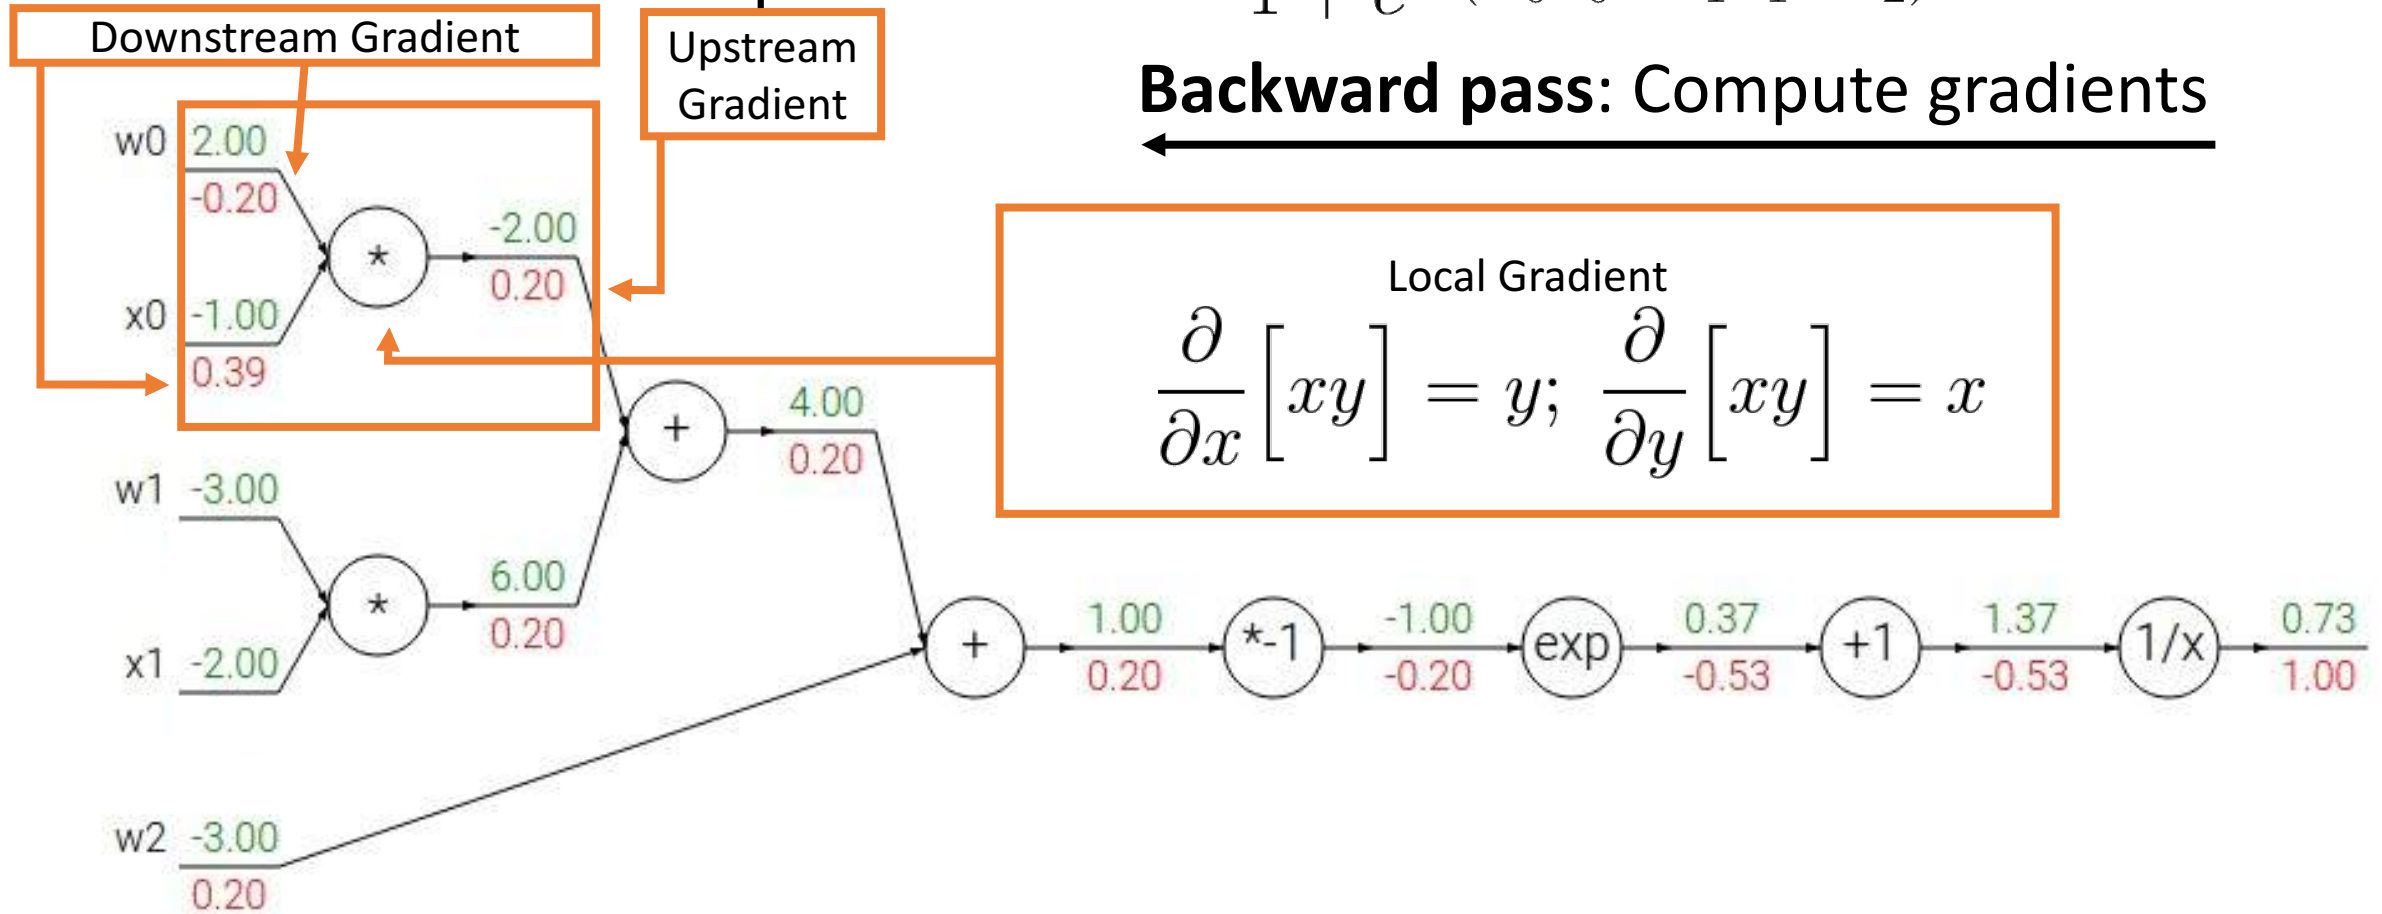 Downstream Gradient
Upstream
Gradient
Backward pass: Compute gradients
w0 2.00
-0.20
-2.00
*
0.20
x0 -1.00
0.39
Local Gradient
∂/∂x [xy] = y; ∂/∂y [xy] = x
4.00
+
0.20
w1 -3.00
6.00
*
0.20
x1 -2.00
+ 1.00 *-1 -1.00 exp 0.37 +1 1.37 1/x 0.73
0.20 -0.20 -0.53 -0.53 1.00
w2 -3.00
0.20